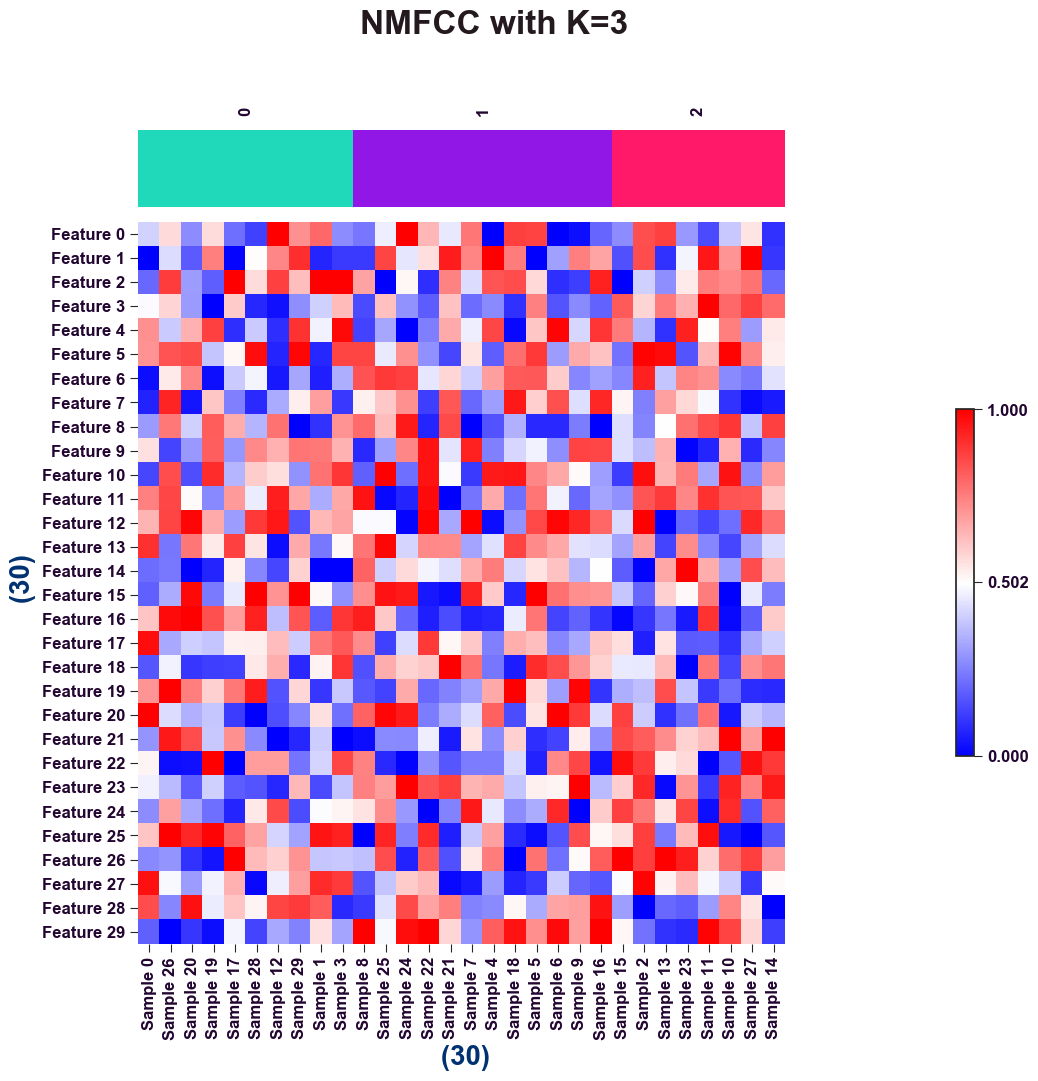 NMFCC with K=3
0
1
2
Feature 0
Feature 1
Feature 2
Feature 3
Feature 4
Feature 5
Feature 6
Feature 7
Feature 8
Feature 9
Feature 10
Feature 11
Feature 12
Feature 13
Feature 14
Feature 15
Feature 16
Feature 17
Feature 18
Feature 19
Feature 20
Feature 21
Feature 22
Feature 23
Feature 24
Feature 25
Feature 26
Feature 27
Feature 28
Feature 29
(30)
Sample 0
Sample 26
Sample 20
Sample 19
Sample 17
Sample 28
Sample 12
Sample 29
Sample 1
Sample 3
Sample 8
Sample 25
Sample 24
Sample 22
Sample 21
Sample 7
Sample 4
Sample 18
Sample 5
Sample 6
Sample 9
Sample 16
Sample 15
Sample 2
Sample 13
Sample 23
Sample 11
Sample 10
Sample 27
Sample 14
(30)
1.000
0.502
0.000